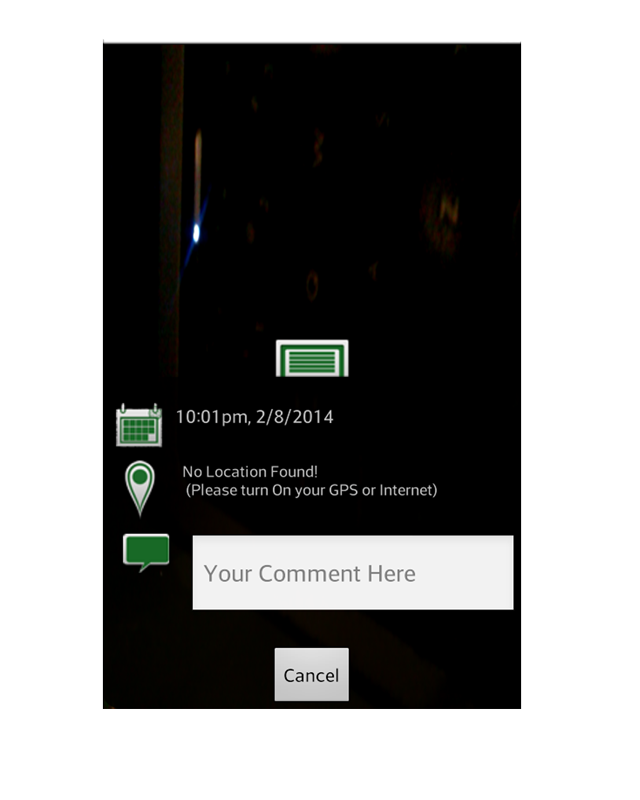 10:01pm, 2/8/2014
No Location Found!
(Please turn On your GPS or Internet)
Your Comment Here
Cancel